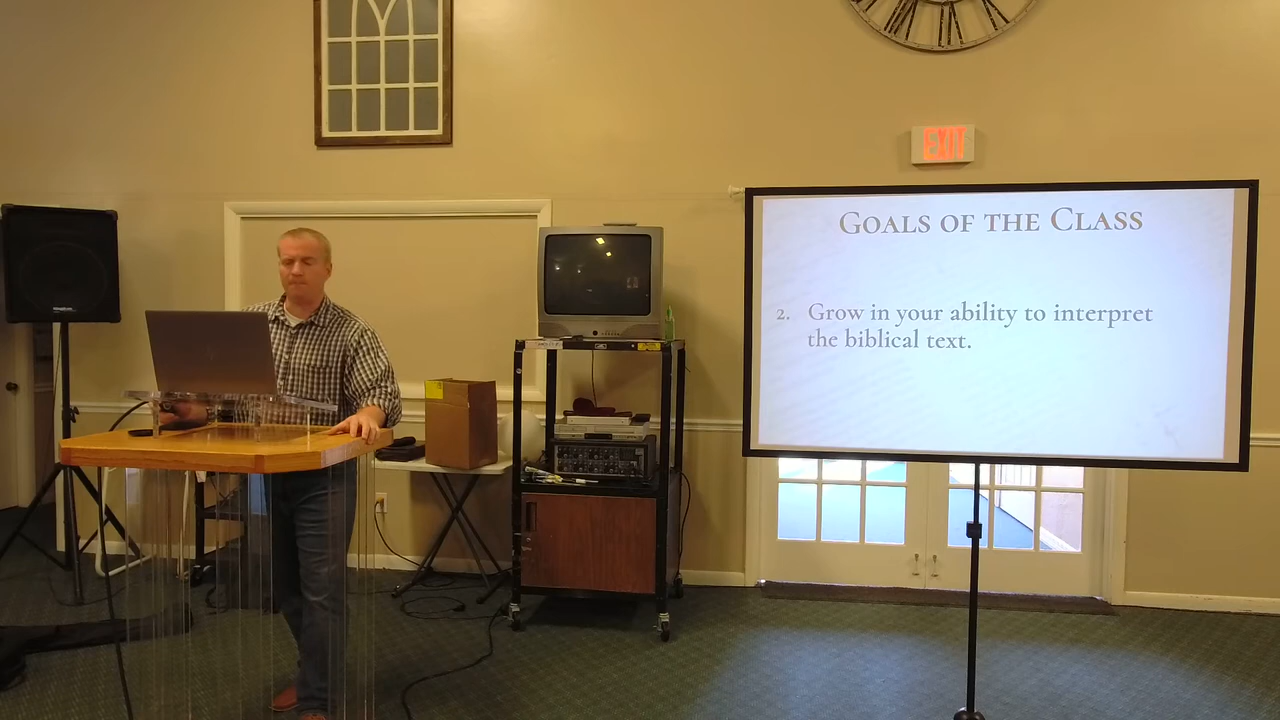 EXIT
GOALS OF THE CLASS
2. Grow in your ability to interpret
the biblical text.